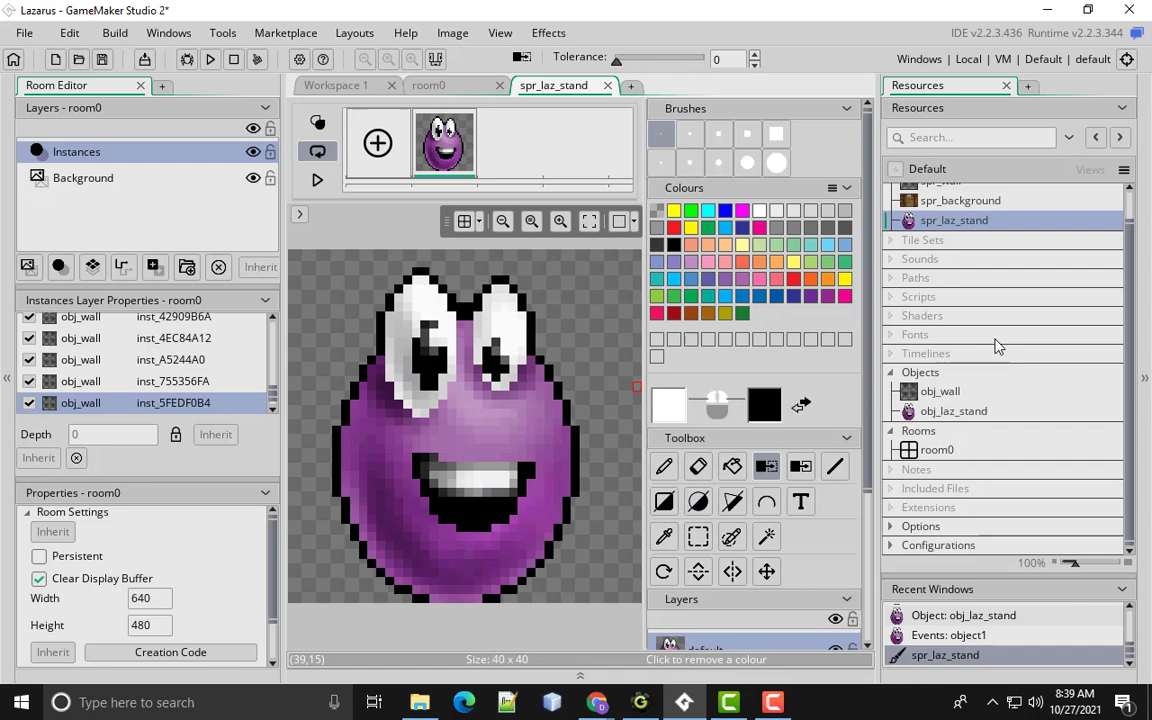 Lazarus - GameMaker Studio 2*
File Edit Build Windows Tools Marketplace Layouts Help Image View Effects
IDE v2.2.3.436 Runtime v2.2.3.344
Tolerance: 0
Windows | Local | VM | Default | default
Room Editor
Workspace 1
room0
spr_laz_stand
Resources
Layers - room0
Brushes
Resources
Search...
Instances
Default
Views
Background
Colours
spr_background
spr_laz_stand
Tile Sets
Sounds
Inherit
Scripts
Paths
Instances Layer Properties - room0
Shaders
obj_wall inst_42909B6A
Fonts
obj_wall inst_4EC84A12
Timelines
obj_wall inst_A5244A0
Objects
obj_wall inst_755356FA
obj_wall
obj_wall inst_5FEDF0B4
obj_laz_stand
Depth 0 Inherit
Rooms
Toolbox
room0
Inherit
Notes
Included Files
Properties - room0
Extensions
Room Settings
Options
Inherit
Configurations
Persistent
100%
Clear Display Buffer
Recent Windows
Width 640
Layers
Object: obj_laz_stand
Height 480
Events: object1
Inherit Creation Code
(39,15) Size: 40 x 40 Click to remove a colour
spr_laz_stand
Type here to search
8:39 AM
10/27/2021
1